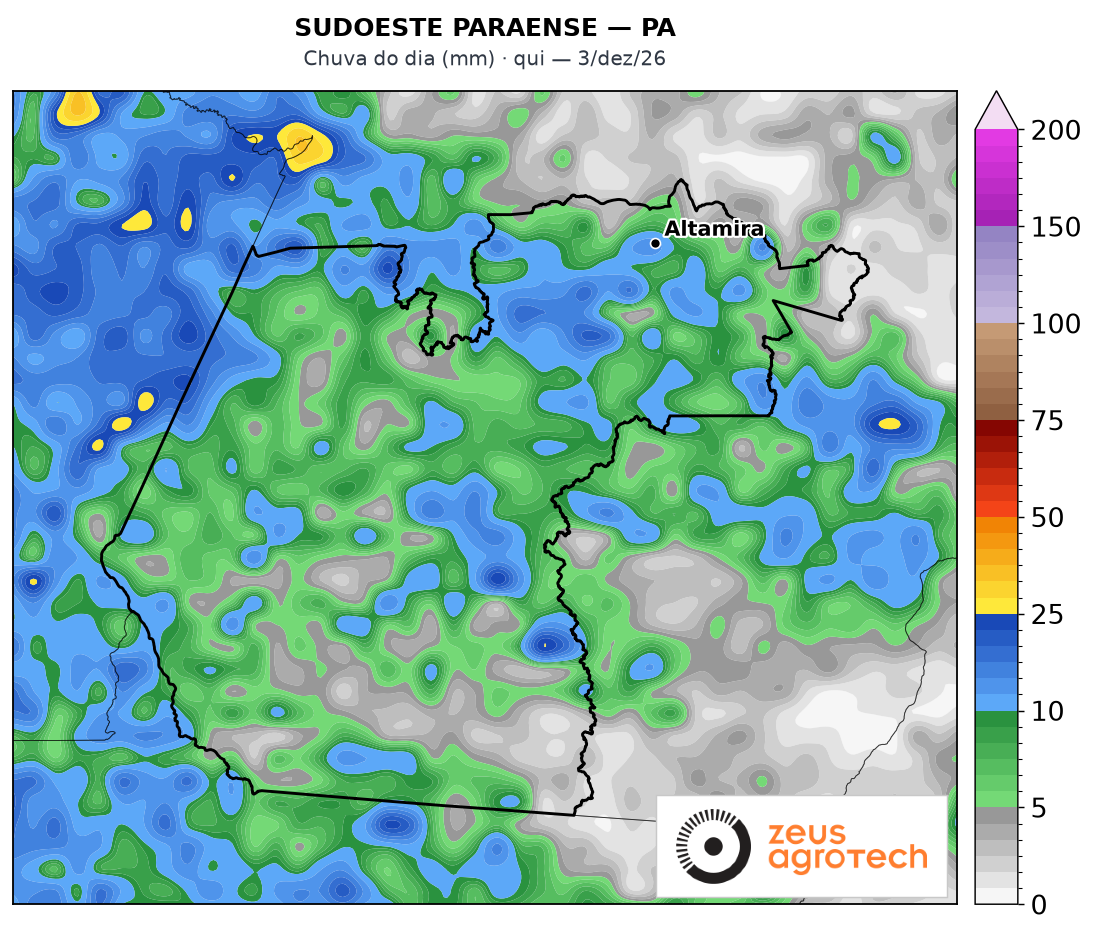 SUDOESTE PARAENSE — PA
Chuva do dia (mm) · qui — 3/dez/26
Altamira
200
150
100
75
50
25
10
5
0
zeus
agrotech